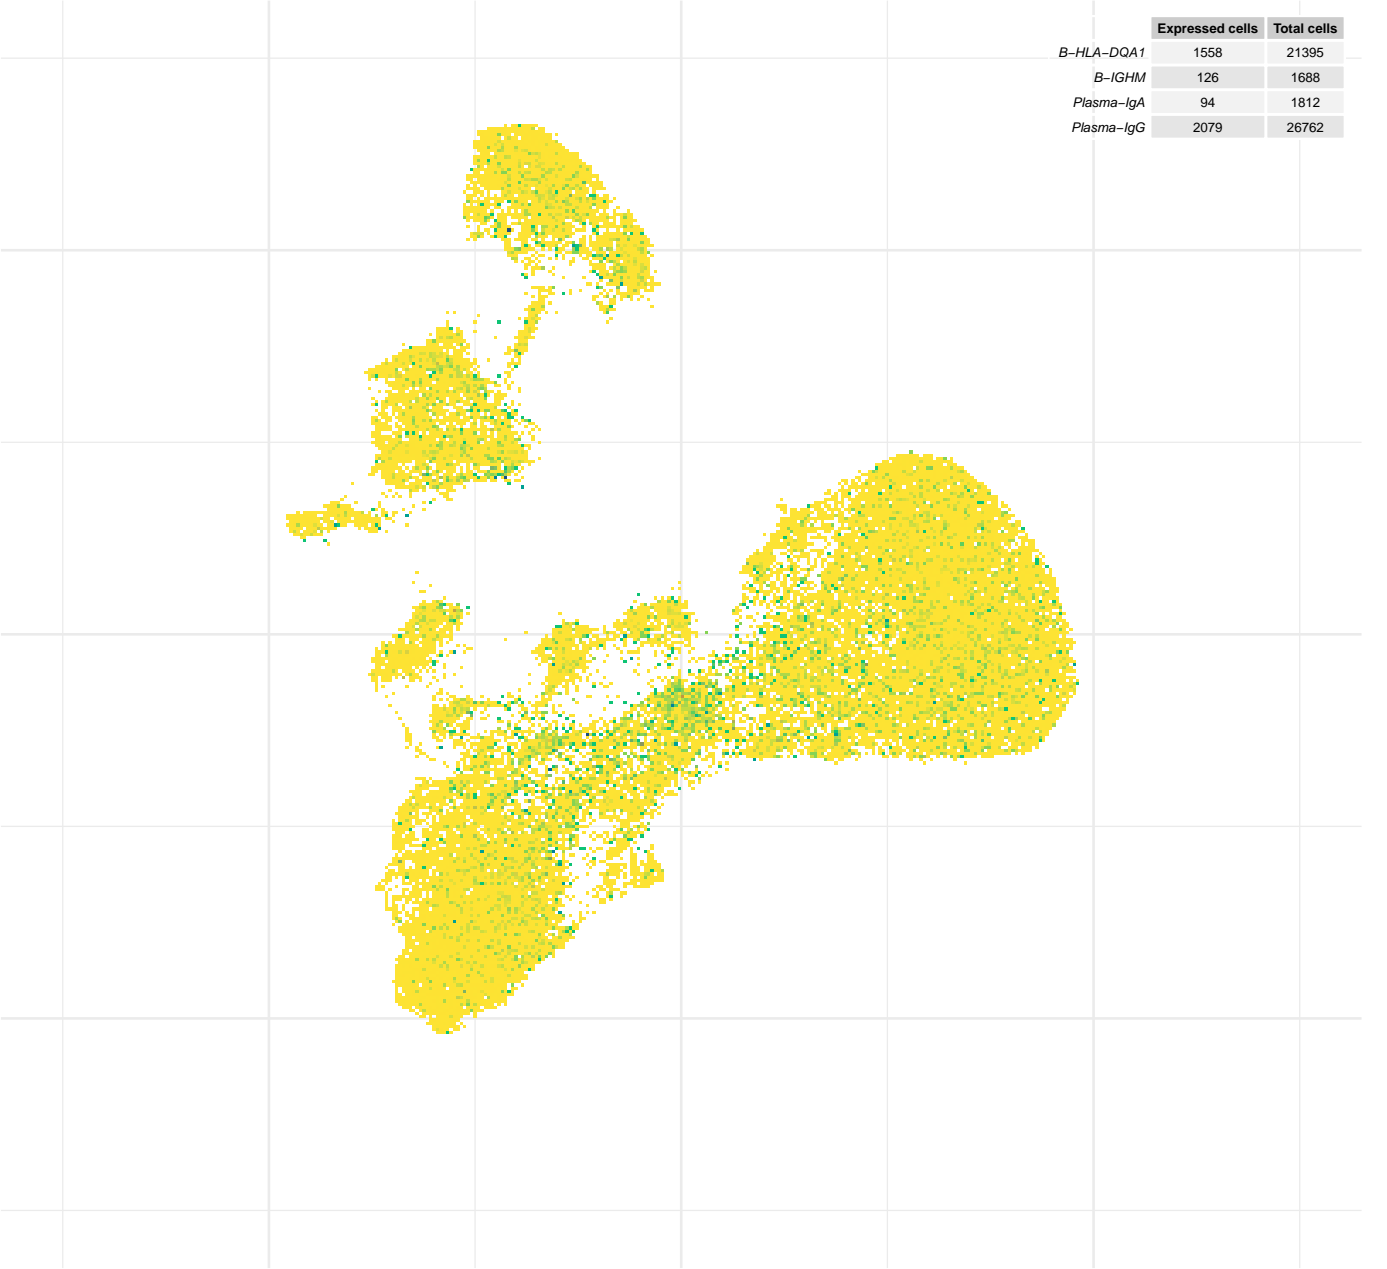 Expressed cells Total cells
B−HLA−DQA1 1558 21395
B−IGHM 126 1688
Plasma−IgA 94 1812
Plasma−IgG 2079 26762